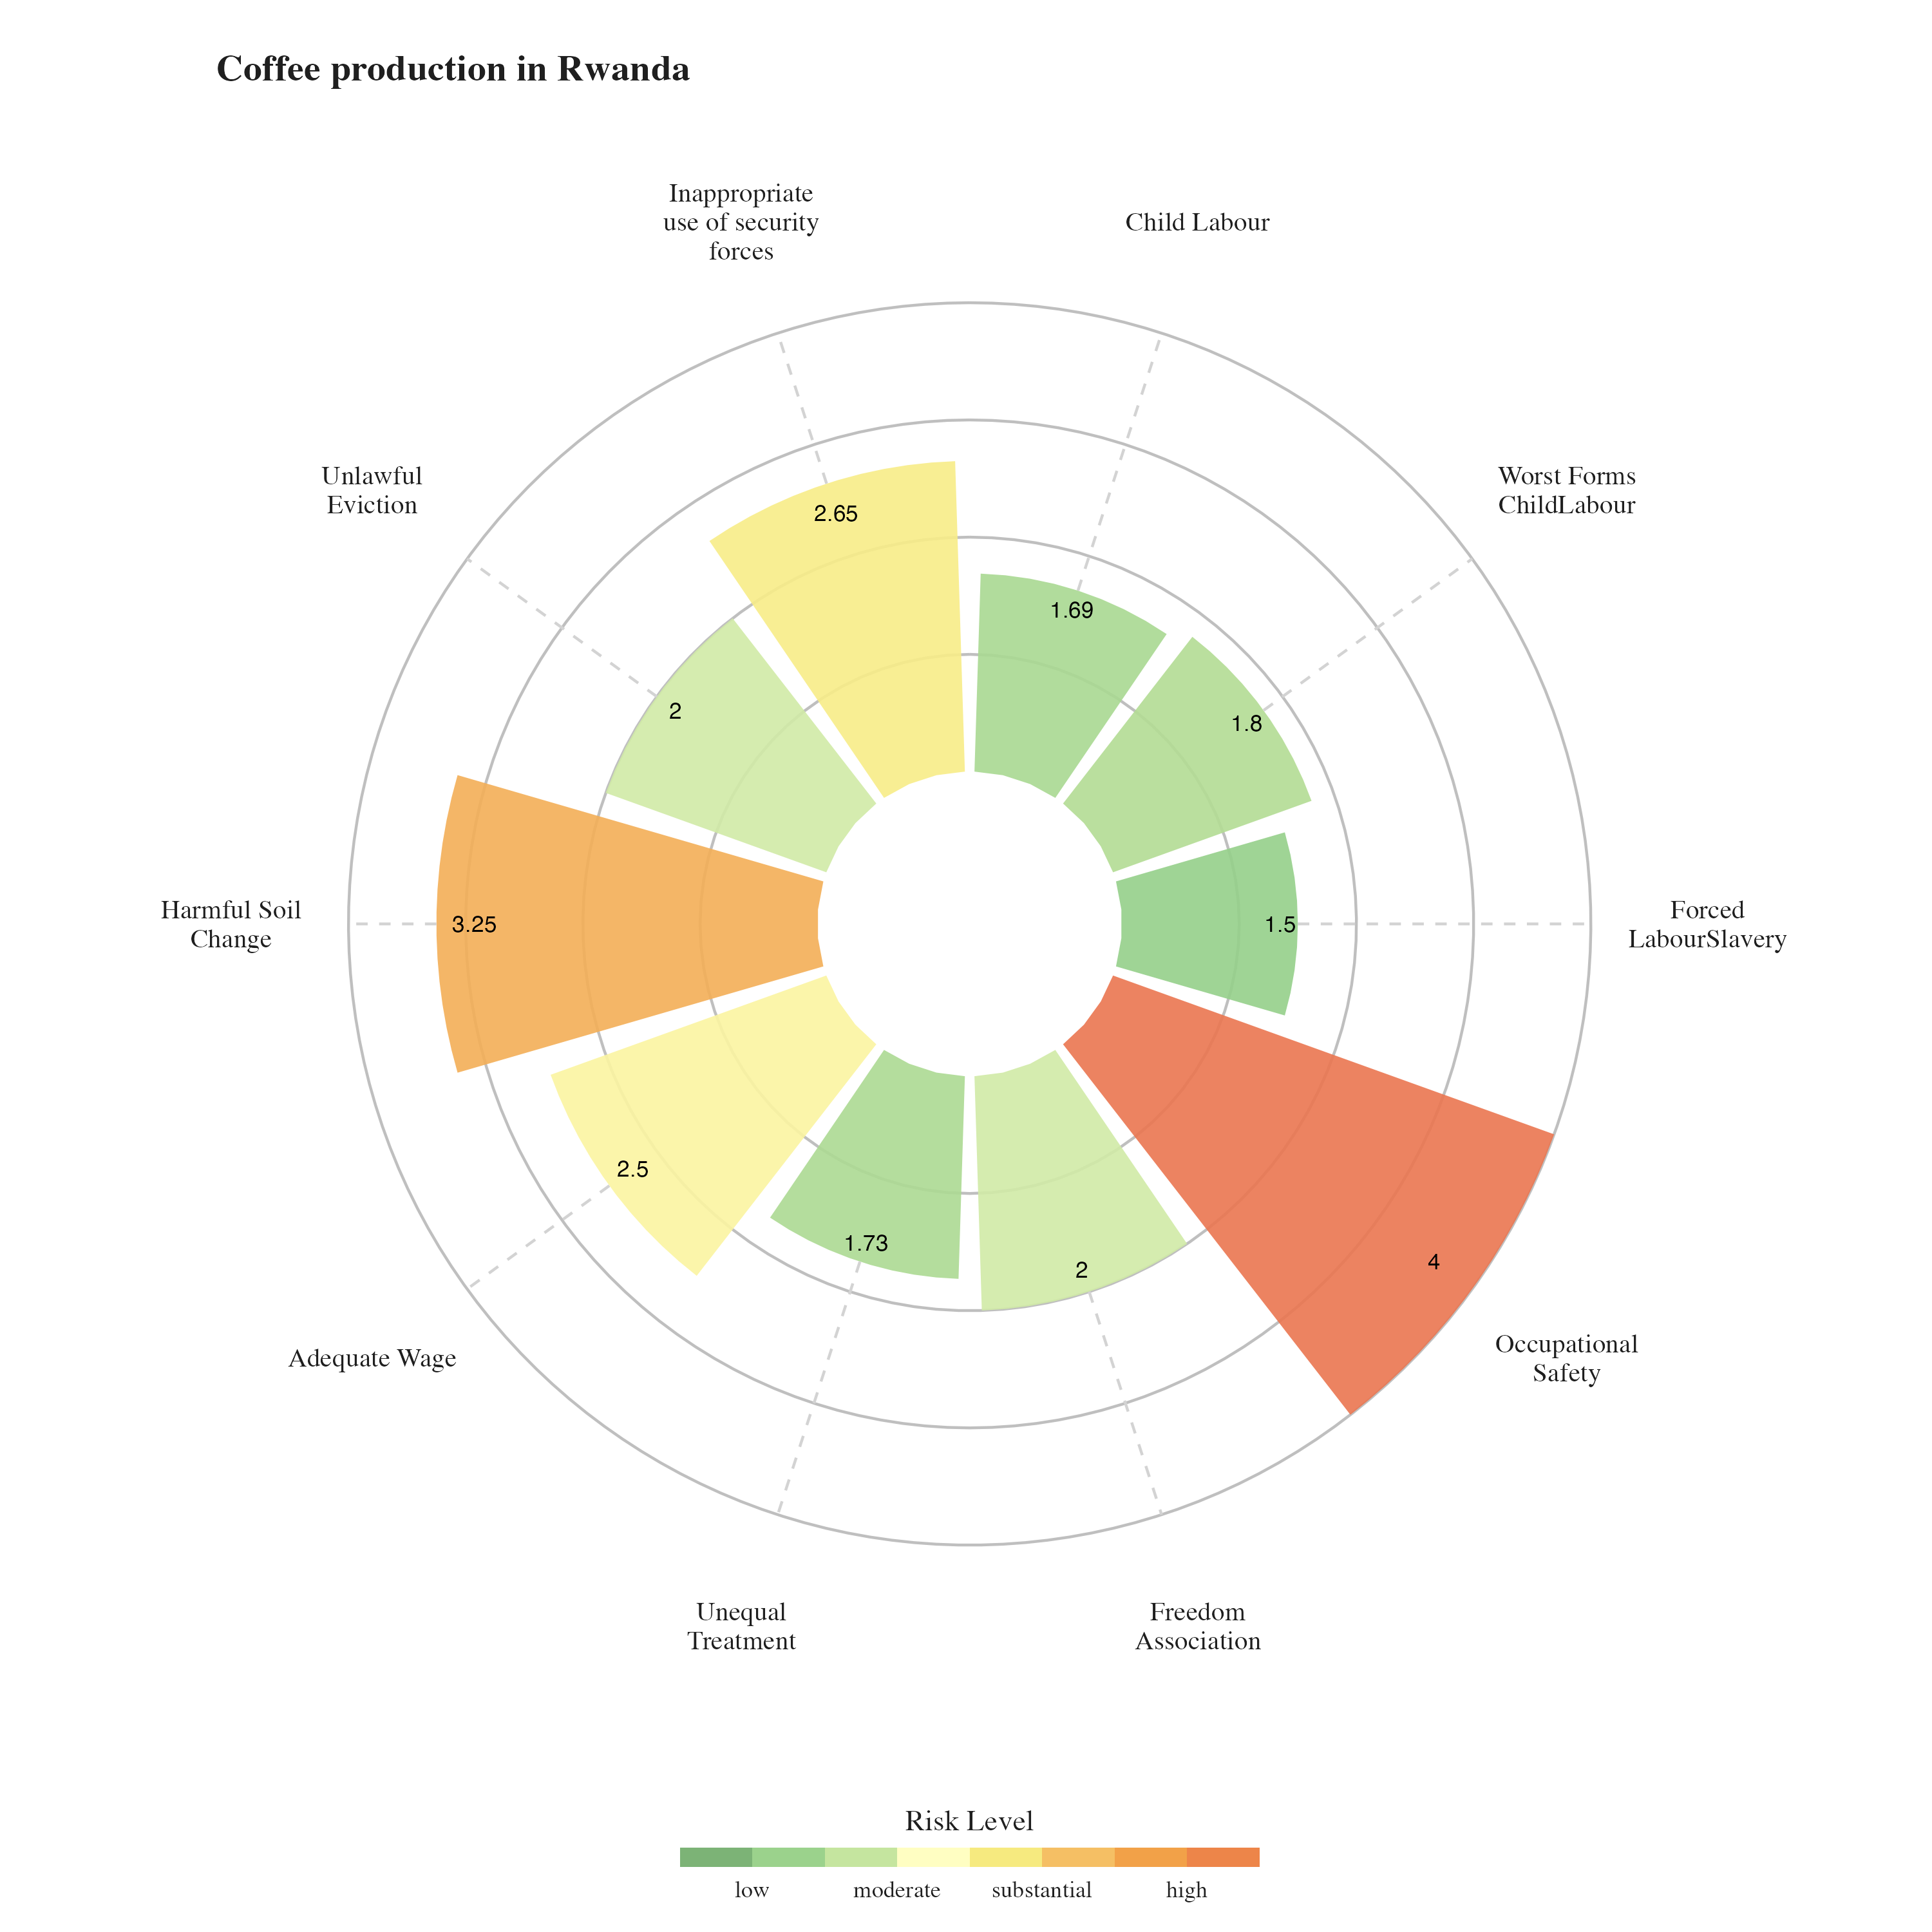 Coffee production in Rwanda
Inappropriate
use of security
forces
Child Labour
Unlawful
Eviction
Worst Forms
ChildLabour
2.65
1.69
2
1.8
Harmful Soil
Change
3.25
1.5
Forced
LabourSlavery
2.5
1.73
2
4
Adequate Wage
Occupational
Safety
Unequal
Treatment
Freedom
Association
Risk Level
low moderate substantial high